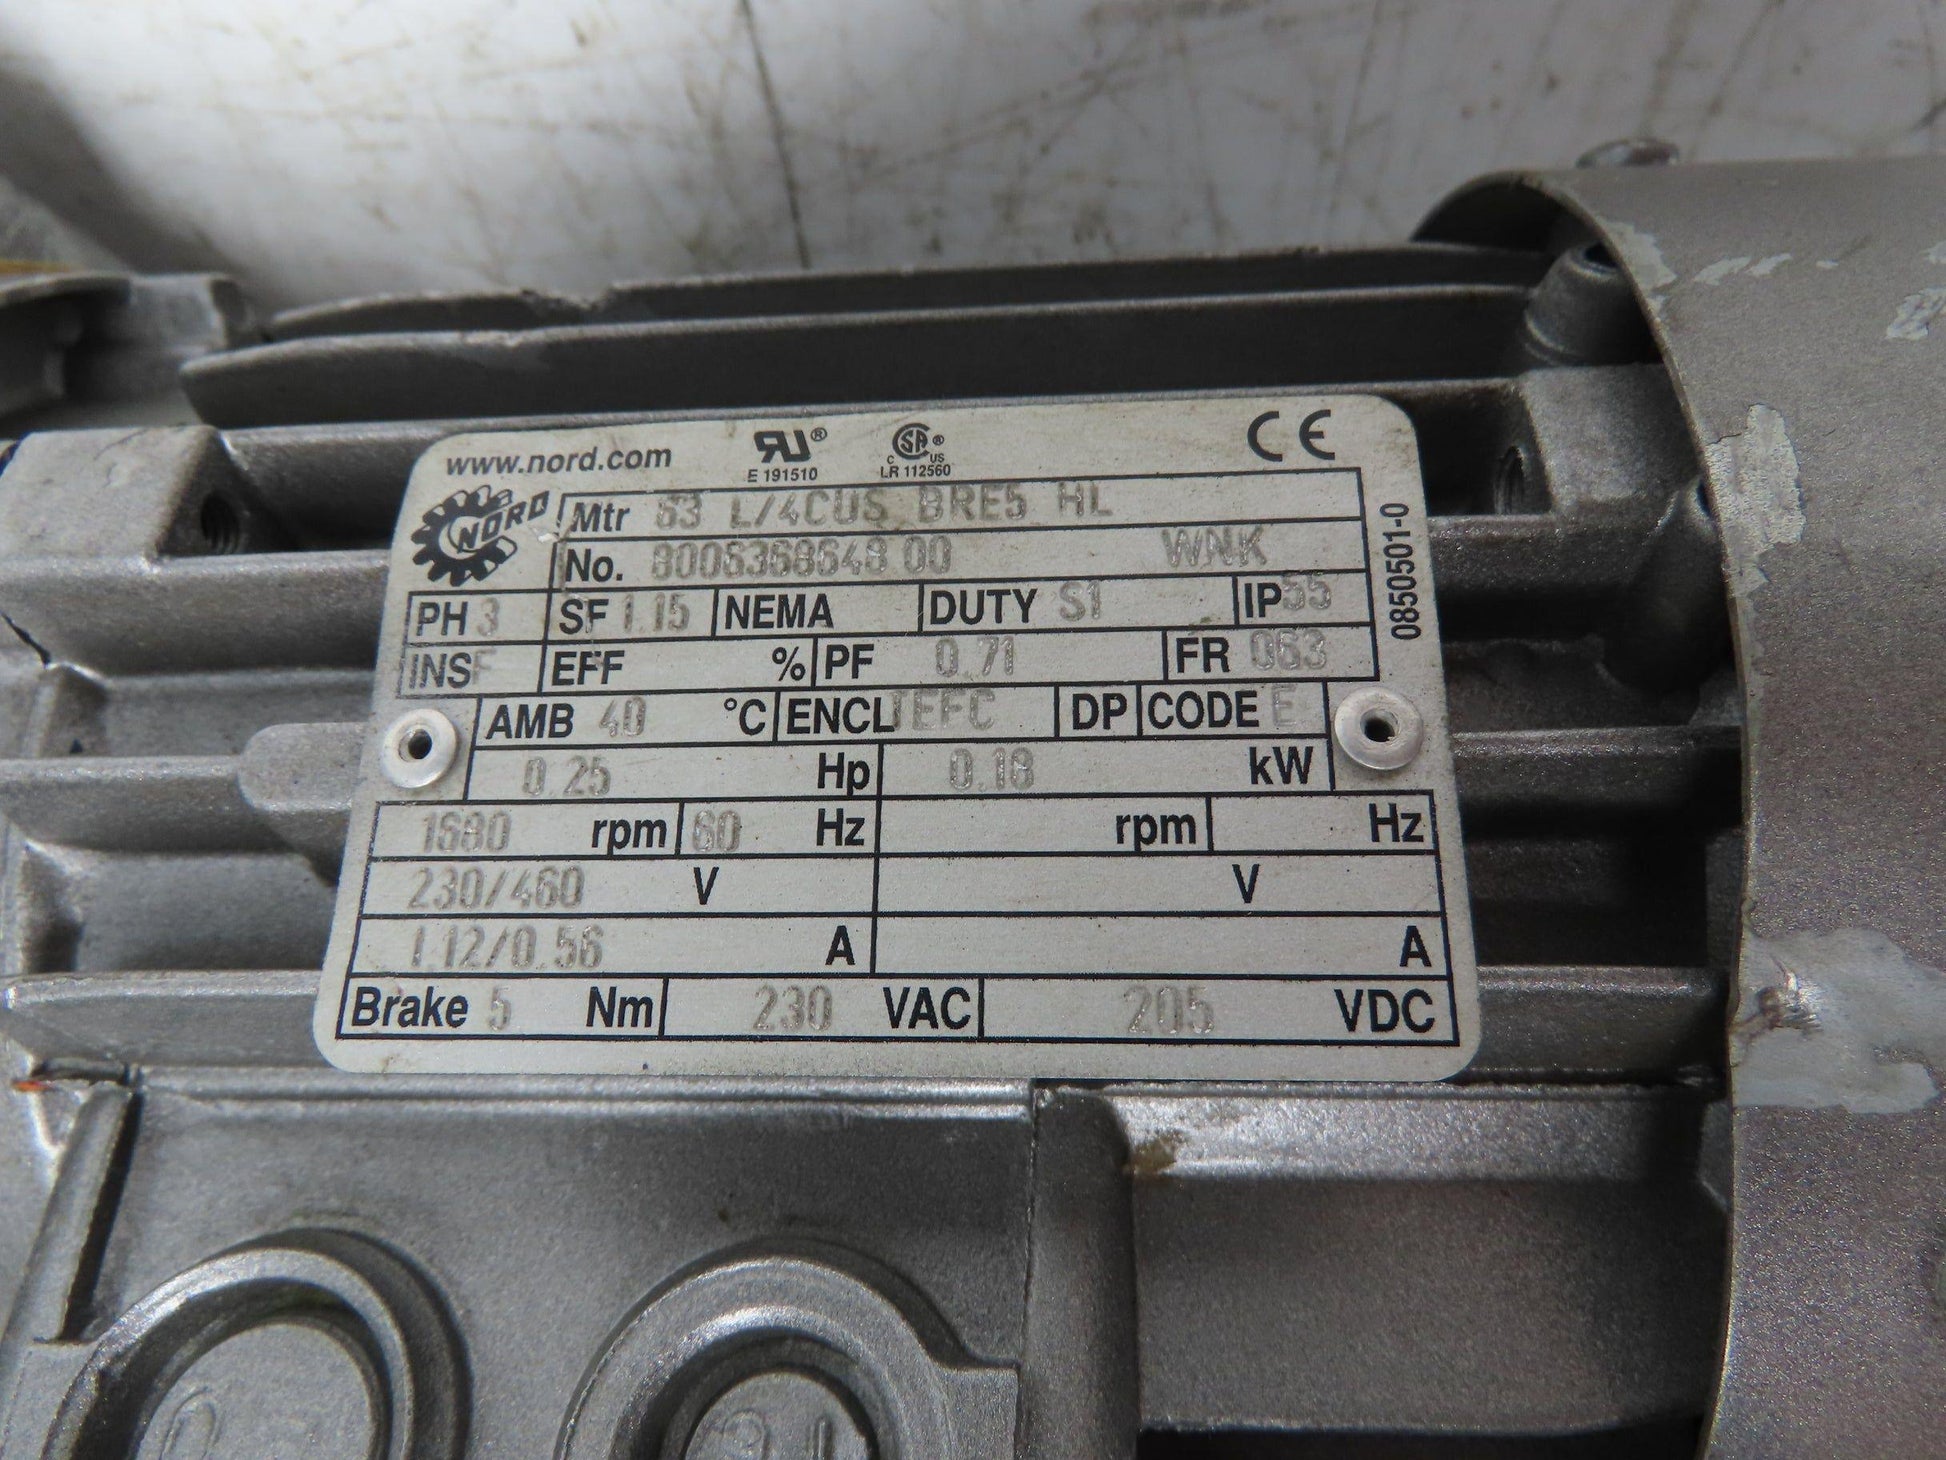 www.nord.com
E 191510
CSA® C US
LR 112560
CE
NORD
Mtr 63 L/4CUS BRE5 HL
No. 8006368648 00 WNK
PH 3 SF 1.15 NEMA DUTY S1 IP55
INS F EFF % PF 0.71 FR 063
AMB 40 °C ENCL TEFC DP CODE E
0.25 Hp 0.18 kW
1680 rpm 60 Hz rpm Hz
230/460 V V
1.12/0.56 A A
Brake 5 Nm 230 VAC 205 VDC
0850501-0